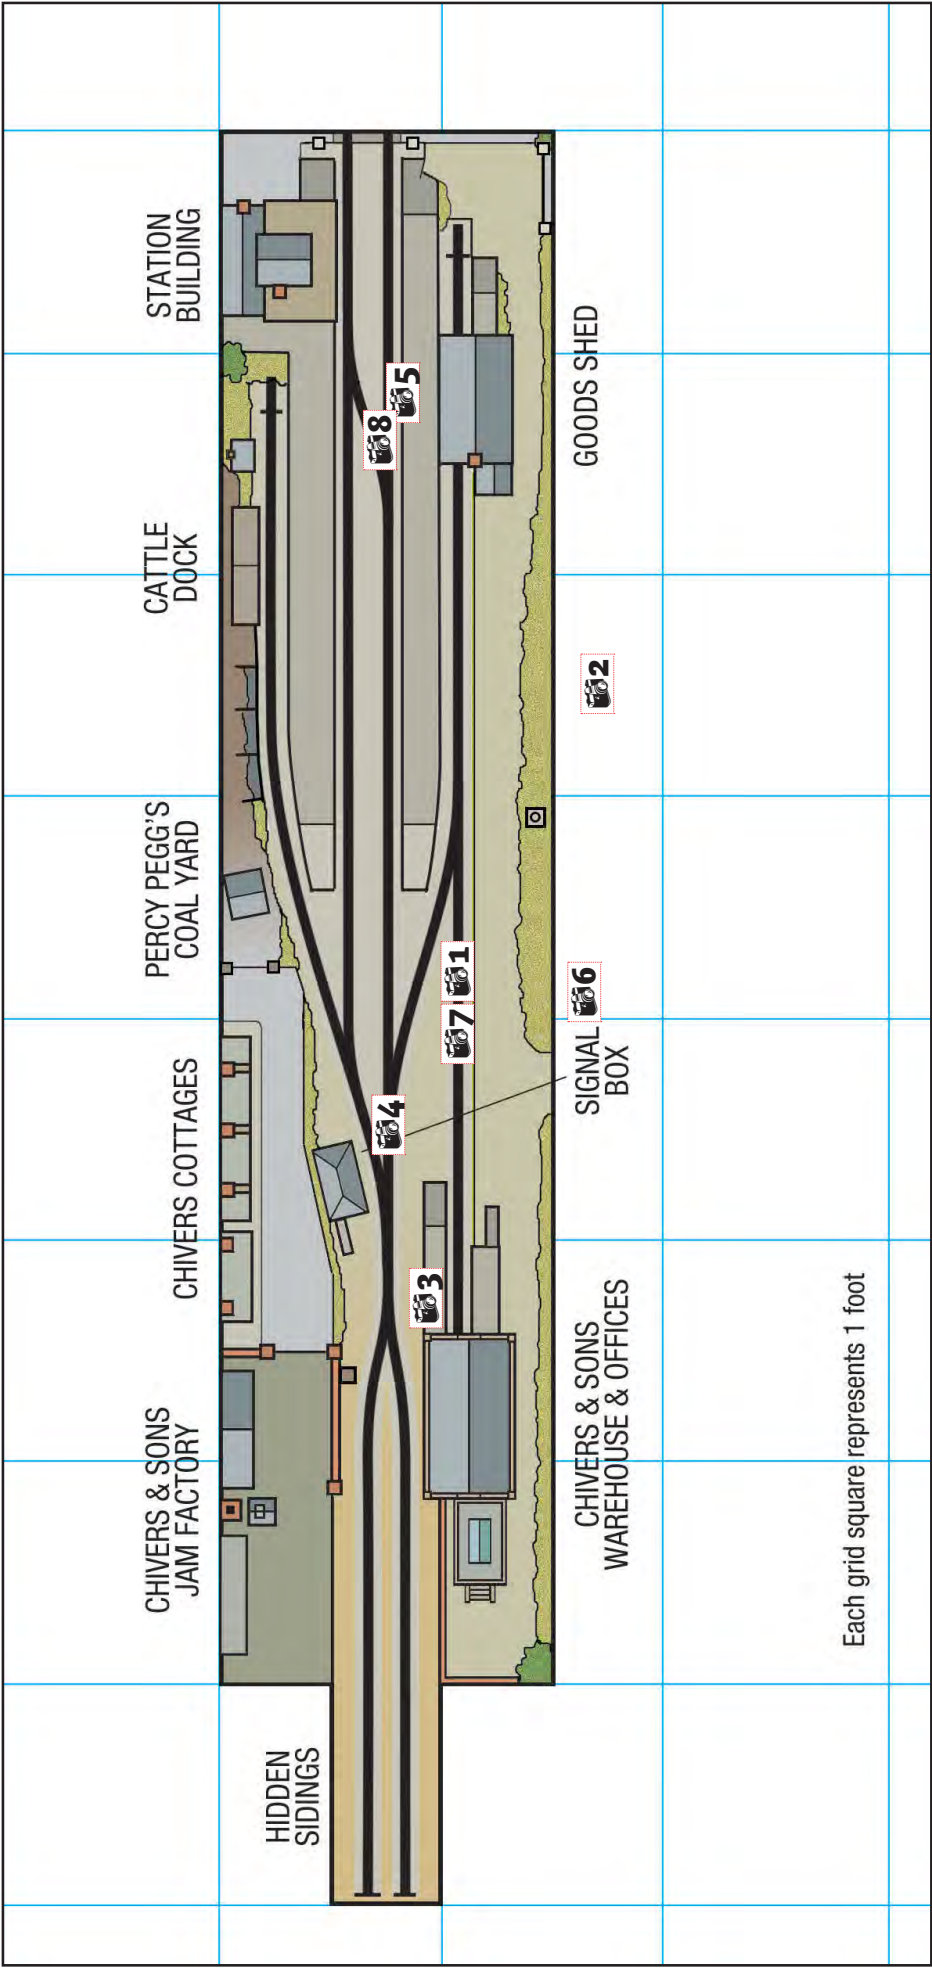 HIDDEN
SIDINGS
CHIVERS & SONS
JAM FACTORY
CHIVERS COTTAGES
PERCY PEGG'S
COAL YARD
CATTLE
DOCK
STATION
BUILDING
3
4
7
1
8
5
6
2
CHIVERS & SONS
WAREHOUSE & OFFICES
SIGNAL
BOX
GOODS SHED
Each grid square represents 1 foot